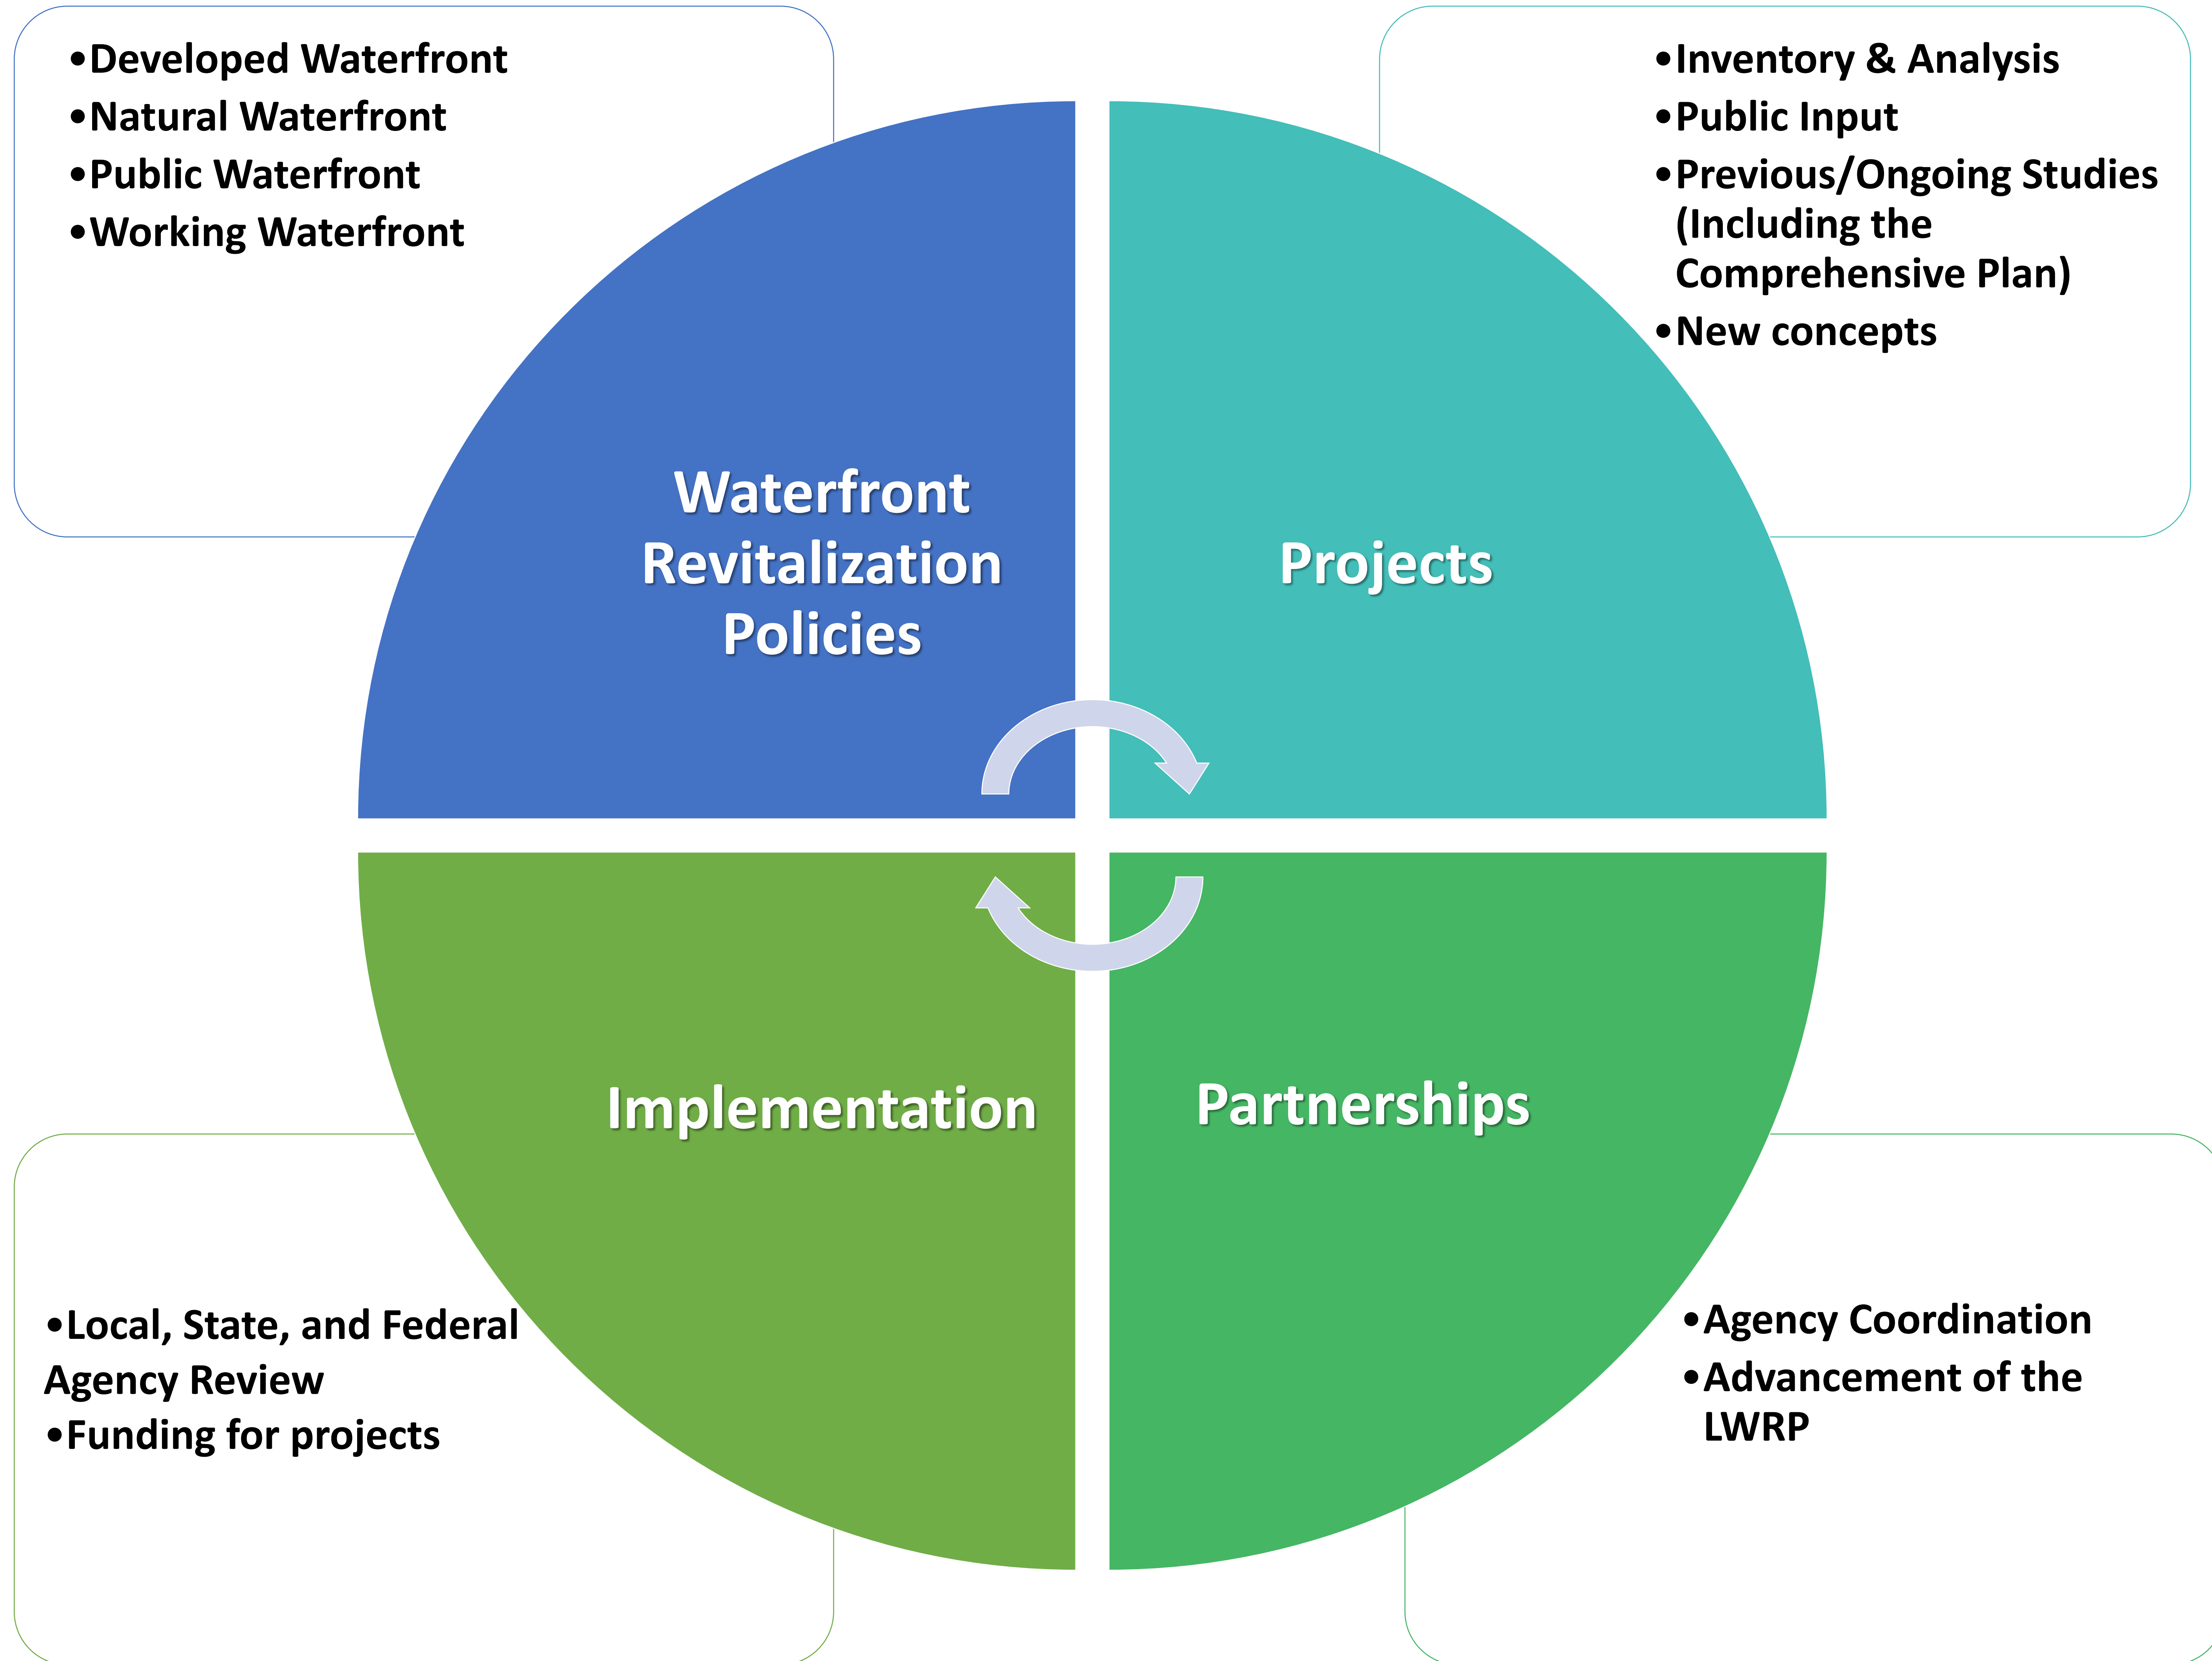 •Developed Waterfront
•Natural Waterfront
•Public Waterfront
•Working Waterfront
•Inventory & Analysis
•Public Input
•Previous/Ongoing Studies
(Including the
Comprehensive Plan)
•New concepts
Waterfront
Revitalization
Policies
Projects
Implementation
Partnerships
•Local, State, and Federal
Agency Review
•Funding for projects
•Agency Coordination
•Advancement of the
LWRP